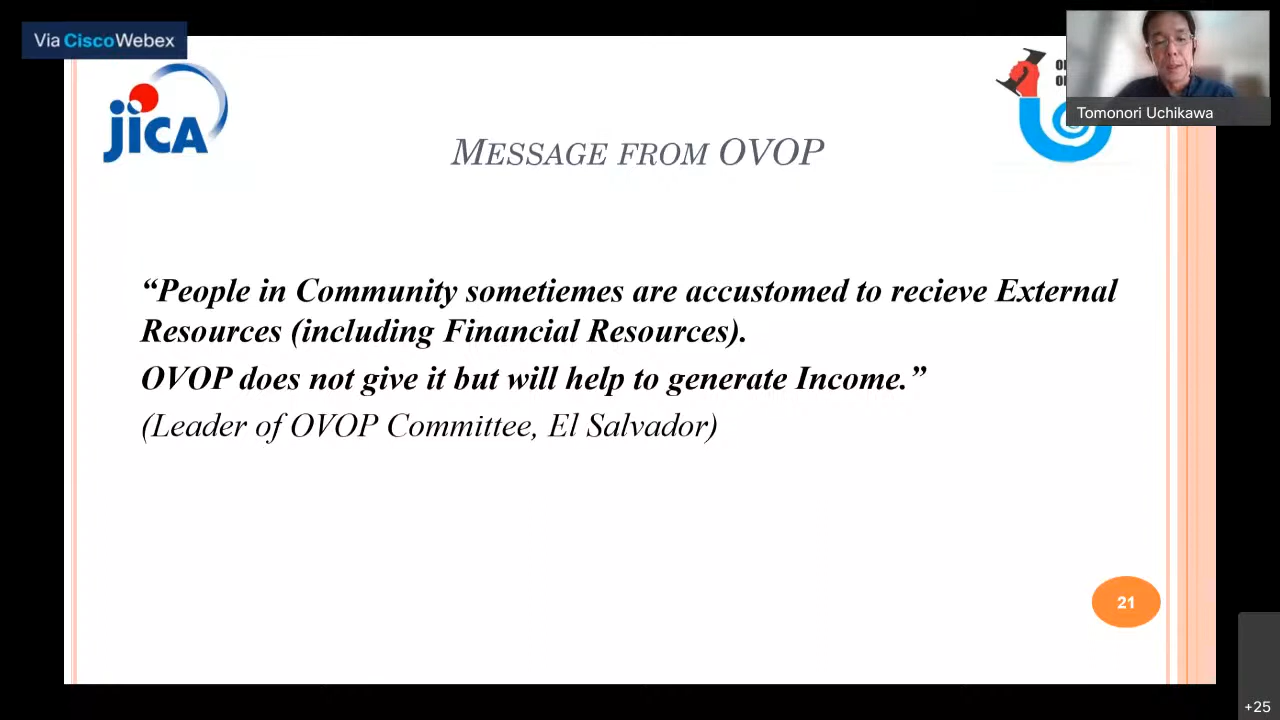 Via Cisco Webex
JICA
Tomonori Uchikawa
MESSAGE FROM OVOP
“People in Community sometiemes are accustomed to recieve External
Resources (including Financial Resources).
OVOP does not give it but will help to generate Income.”
(Leader of OVOP Committee, El Salvador)
21
+25